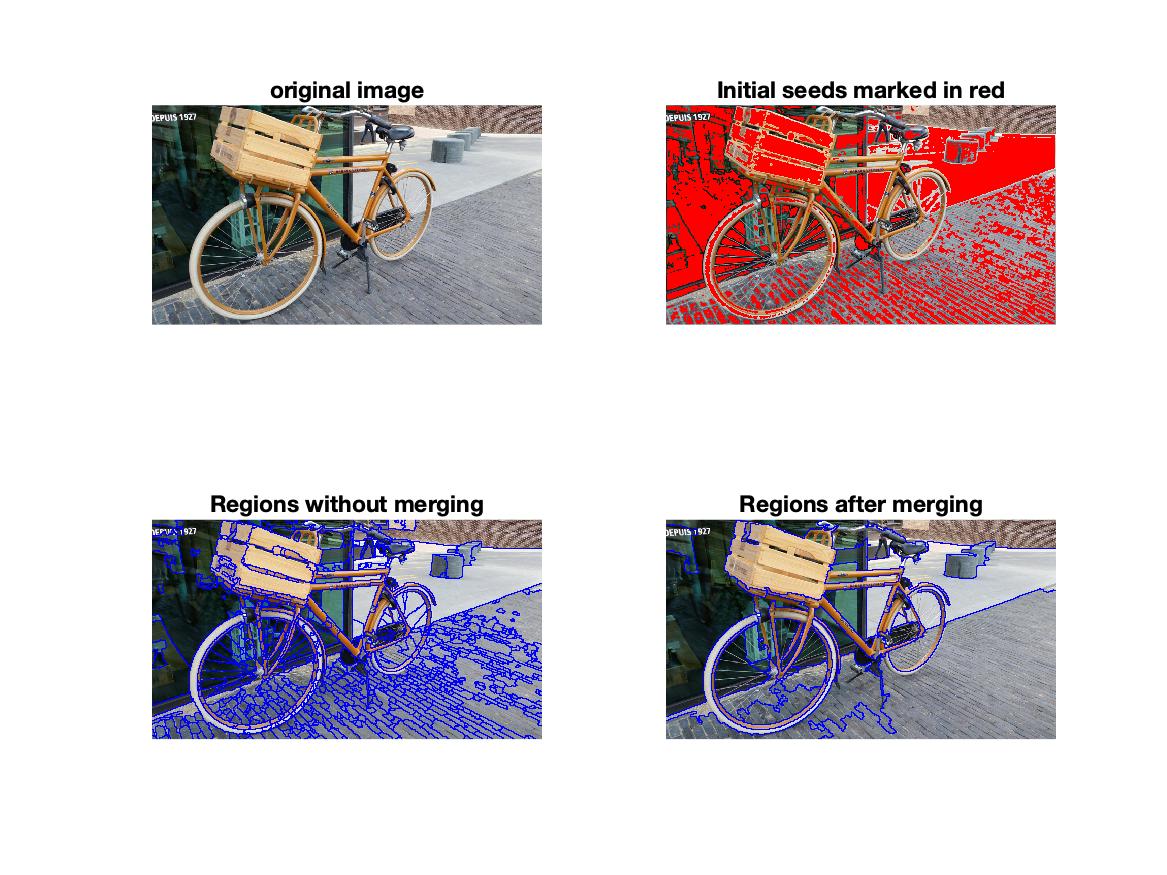 original image
Initial seeds marked in red
DEPUIS 1927
DEPUIS 1927
Regions without merging
Regions after merging
DEPUIS 1927
DEPUIS 1927